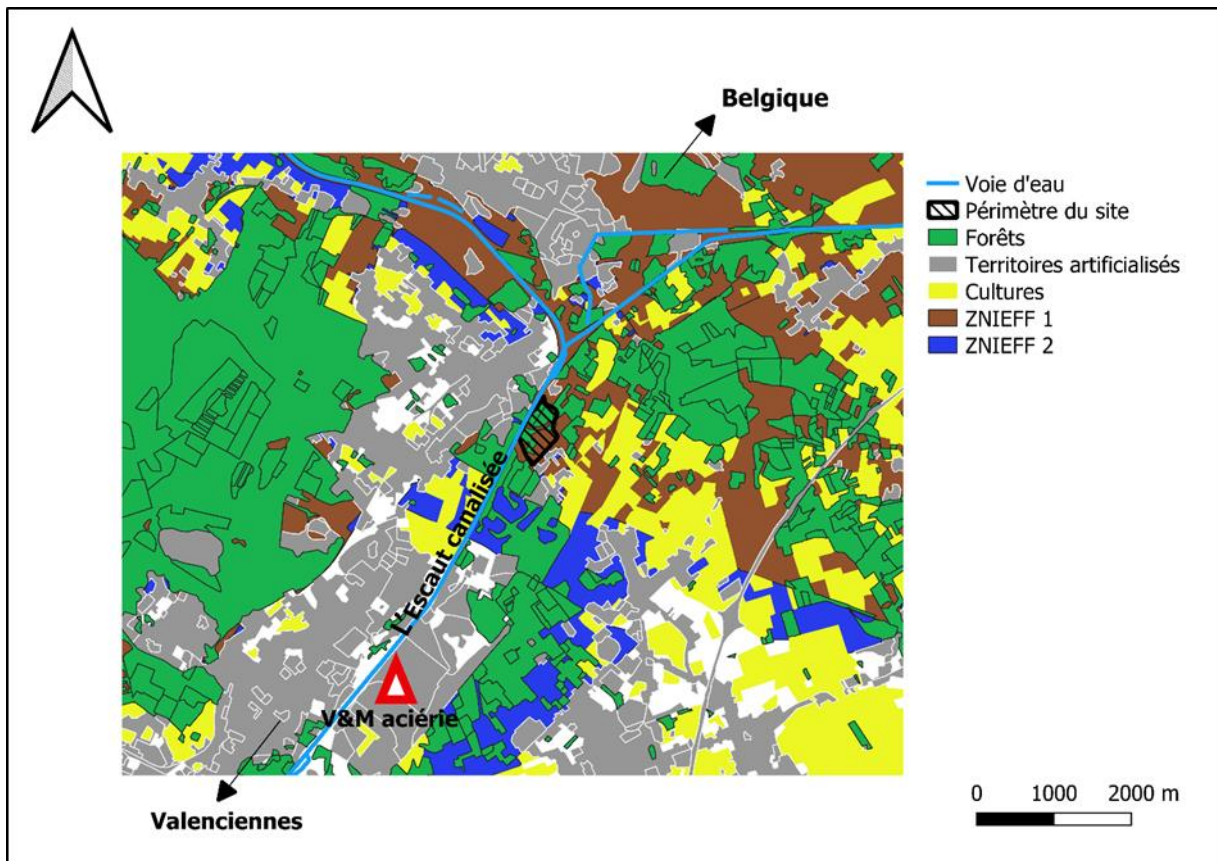 Belgique
Voie d'eau
Périmètre du site
Forêts
Territoires artificialisés
Cultures
ZNIEFF 1
ZNIEFF 2
L'Escaut canalisée
V&M aciérie
Valenciennes
0 1000 2000 m